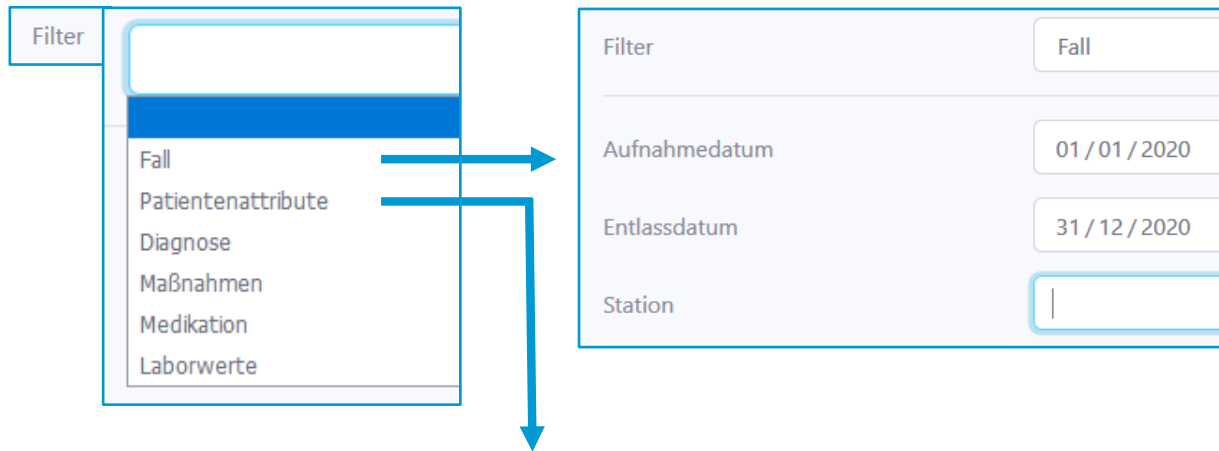 Filter
Fall
Patientenattribute
Diagnose
Maßnahmen
Medikation
Laborwerte
Filter Fall
Aufnahmedatum 01/01/2020
Entlassdatum 31/12/2020
Station